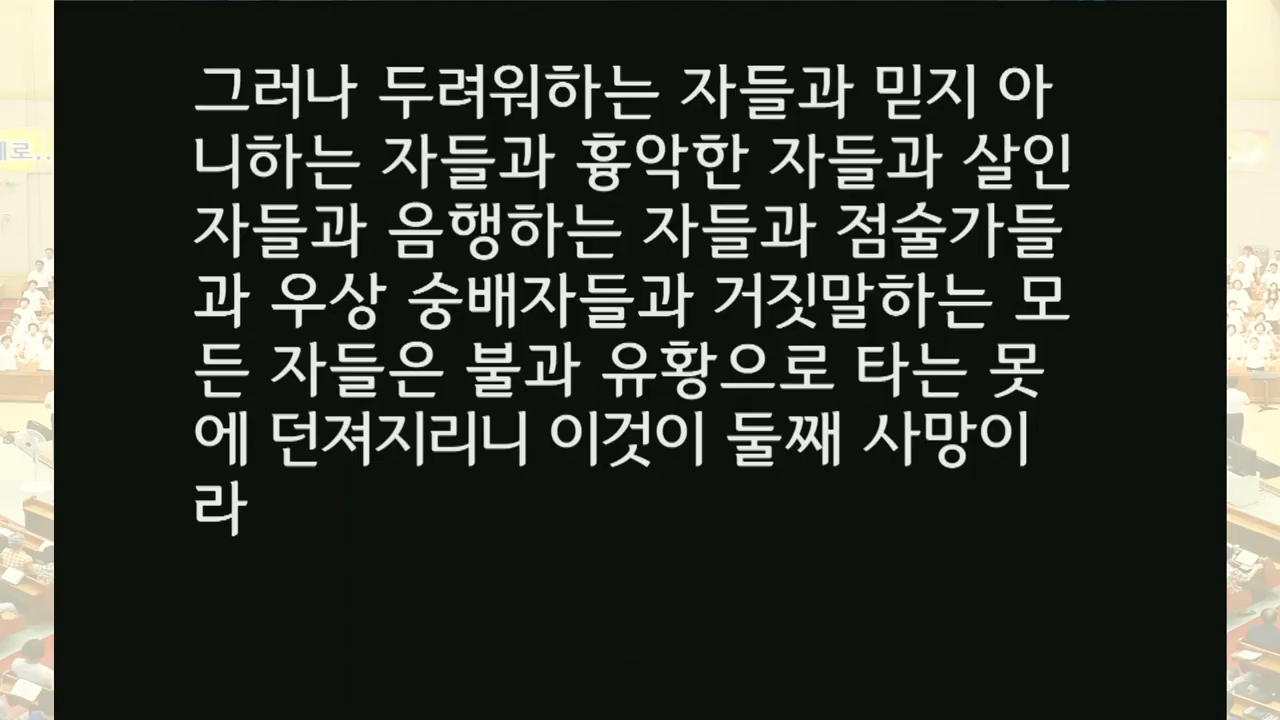 그러나 두려워하는 자들과 믿지 아
니하는 자들과 흉악한 자들과 살인
자들과 음행하는 자들과 점술가들
과 우상 숭배자들과 거짓말하는 모
든 자들은 불과 유황으로 타는 못
에 던져지리니 이것이 둘째 사망이
라